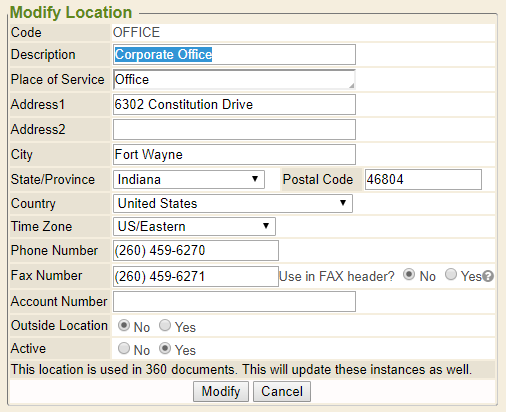 Modify Location
Code OFFICE
Description Corporate Office
Place of Service Office
Address1 6302 Constitution Drive
Address2
City Fort Wayne
State/Province Indiana Postal Code 46804
Country United States
Time Zone US/Eastern
Phone Number (260) 459-6270
Fax Number (260) 459-6271 Use in FAX header? No Yes ?
Account Number
Outside Location No Yes
Active No Yes
This location is used in 360 documents. This will update these instances as well.
Modify Cancel